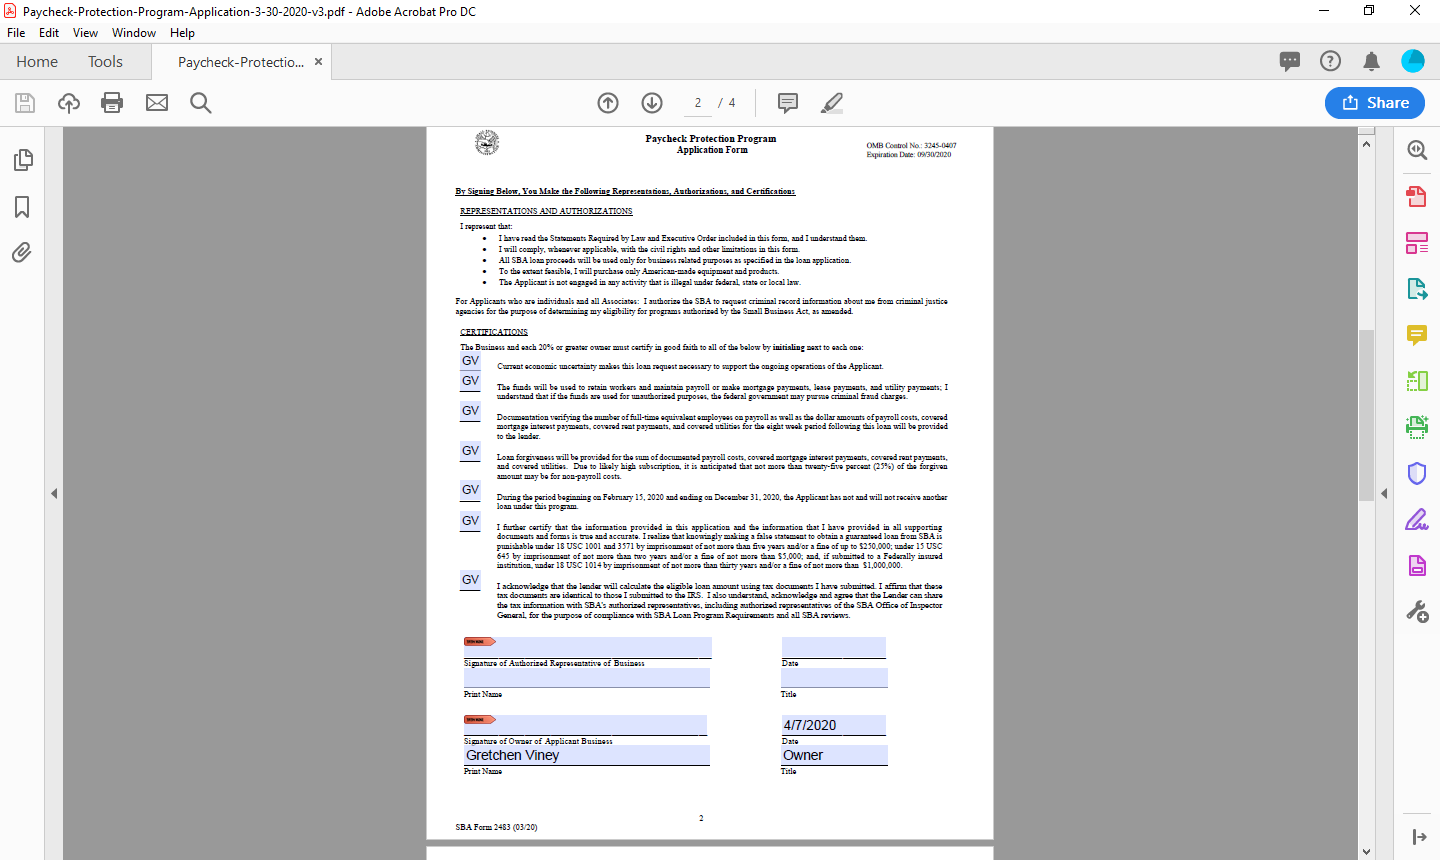 Paycheck-Protection-Program-Application-3-30-2020-v3.pdf - Adobe Acrobat Pro DC
File Edit View Window Help
Home Tools Paycheck-Protectio... ×
2 / 4
Share
Paycheck Protection Program
Application Form
OMB Control No.: 3245-0407
Expiration Date: 09/30/2020
By Signing Below, You Make the Following Representations, Authorizations, and Certifications
REPRESENTATIONS AND AUTHORIZATIONS
I represent that:
• I have read the Statements Required by Law and Executive Order included in this form, and I understand them.
• I will comply, whenever applicable, with the civil rights and other limitations in this form.
• All SBA loan proceeds will be used only for business related purposes as specified in the loan application.
• To the extent feasible, I will purchase only American-made equipment and products.
• The Applicant is not engaged in any activity that is illegal under federal, state or local law.
For Applicants who are individuals and all Associates: I authorize the SBA to request criminal record information about me from criminal justice
agencies for the purpose of determining my eligibility for programs authorized by the Small Business Act, as amended.
CERTIFICATIONS
The Business and each 20% or greater owner must certify in good faith to all of the below by initialing next to each one:
GV
Current economic uncertainty makes this loan request necessary to support the ongoing operations of the Applicant.
GV
The funds will be used to retain workers and maintain payroll or make mortgage payments, lease payments, and utility payments; I
understand that if the funds are used for unauthorized purposes, the federal government may pursue criminal fraud charges.
GV
Documentation verifying the number of full-time equivalent employees on payroll as well as the dollar amounts of payroll costs, covered
mortgage interest payments, covered rent payments, and covered utilities for the eight week period following this loan will be provided
to the lender.
GV
Loan forgiveness will be provided for the sum of documented payroll costs, covered mortgage interest payments, covered rent payments,
and covered utilities. Due to likely high subscription, it is anticipated that not more than twenty-five percent (25%) of the forgiven
amount may be for non-payroll costs.
GV
During the period beginning on February 15, 2020 and ending on December 31, 2020, the Applicant has not and will not receive another
loan under this program.
GV
I further certify that the information provided in this application and the information that I have provided in all supporting
documents and forms is true and accurate. I realize that knowingly making a false statement to obtain a guaranteed loan from SBA is
punishable under 18 USC 1001 and 3571 by imprisonment of not more than five years and/or a fine of up to $250,000; under 15 USC
645 by imprisonment of not more than two years and/or a fine of not more than $5,000; and, if submitted to a Federally insured
institution, under 18 USC 1014 by imprisonment of not more than thirty years and/or a fine of not more than $1,000,000.
GV
I acknowledge that the lender will calculate the eligible loan amount using tax documents I have submitted. I affirm that these
tax documents are identical to those I submitted to the IRS. I also understand, acknowledge and agree that the Lender can share
the tax information with SBA's authorized representatives, including authorized representatives of the SBA Office of Inspector
General, for the purpose of compliance with SBA Loan Program Requirements and all SBA reviews.
Signature of Authorized Representative of Business Date
Print Name Title
4/7/2020
Signature of Owner of Applicant Business Date
Gretchen Viney Owner
Print Name Title
2
SBA Form 2483 (03/20)